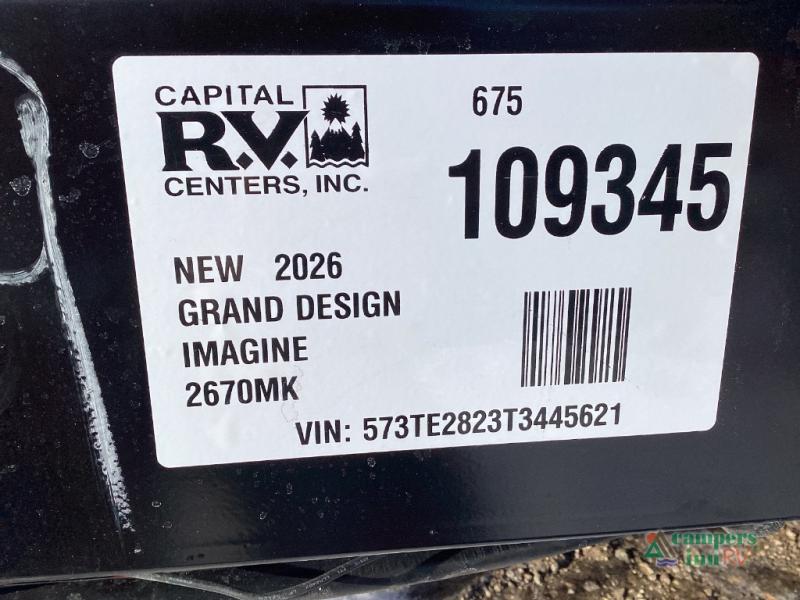 CAPITAL
R.V.
CENTERS, INC.
675
109345
NEW 2026
GRAND DESIGN
IMAGINE
2670MK
VIN: 573TE2823T3445621
campers
inn RV